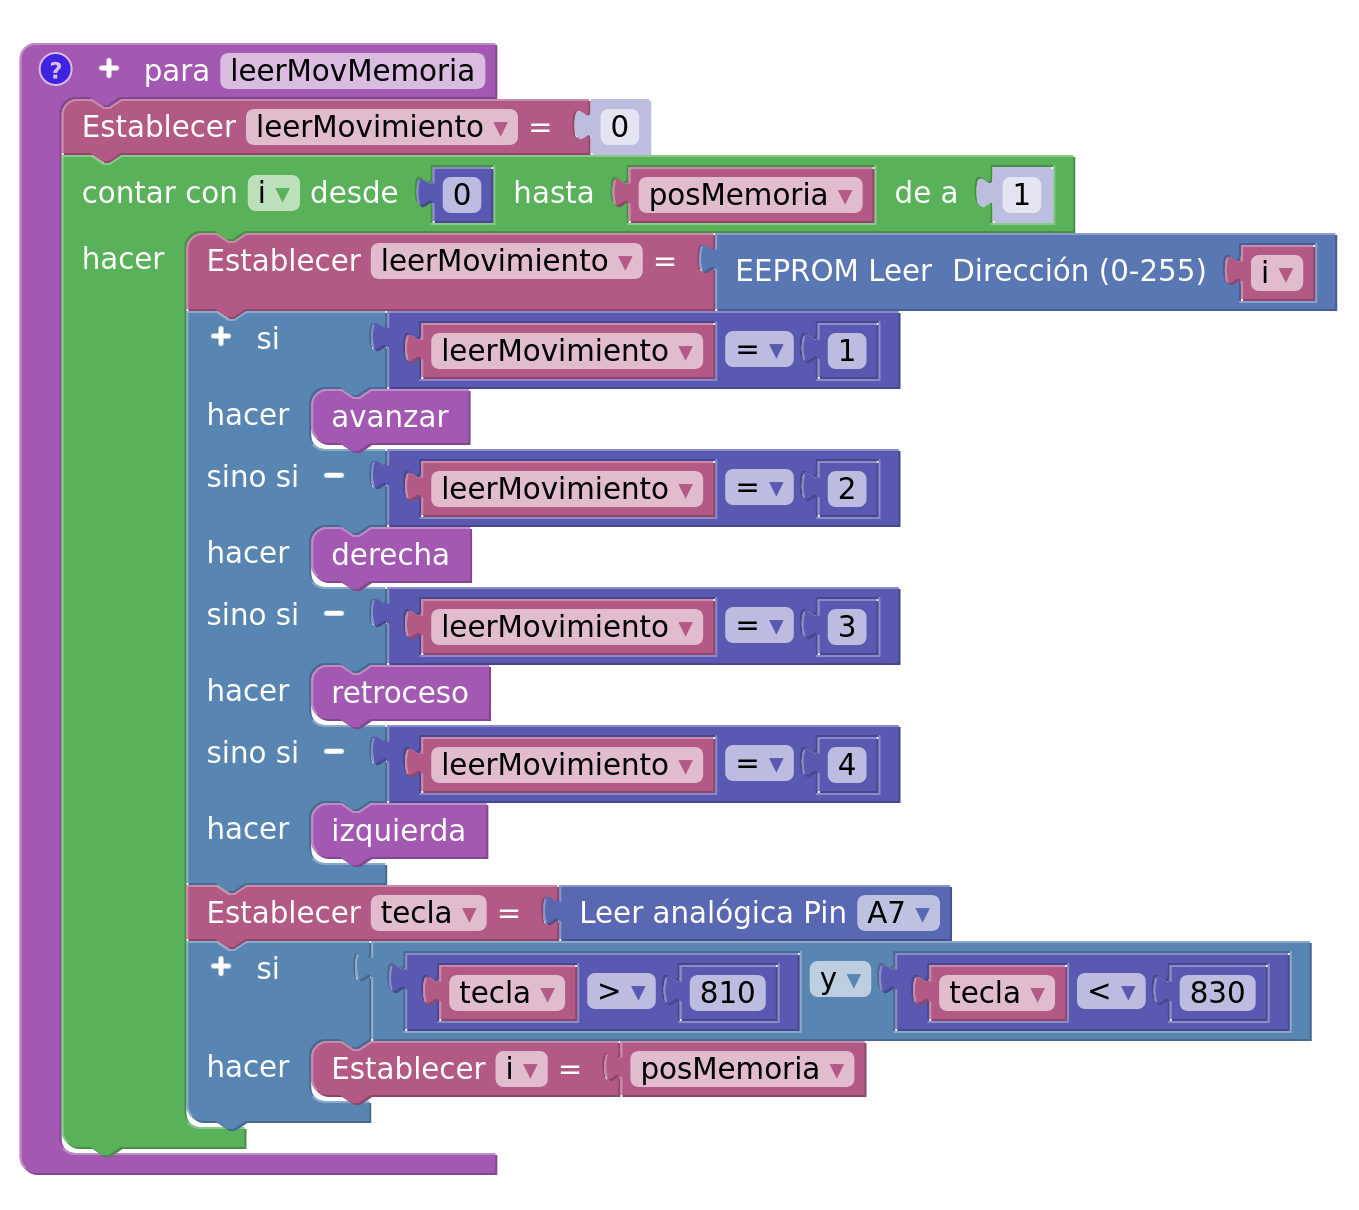 ? + para leerMovMemoria
Establecer leerMovimiento ▼ = 0
contar con i ▼ desde 0 hasta posMemoria ▼ de a 1
hacer Establecer leerMovimiento ▼ = EEPROM Leer Dirección (0-255) i ▼
+ si leerMovimiento ▼ = ▼ 1
hacer avanzar
sino si − leerMovimiento ▼ = ▼ 2
hacer derecha
sino si − leerMovimiento ▼ = ▼ 3
hacer retroceso
sino si − leerMovimiento ▼ = ▼ 4
hacer izquierda
Establecer tecla ▼ = Leer analógica Pin A7 ▼
+ si tecla ▼ > ▼ 810 y ▼ tecla ▼ < ▼ 830
hacer Establecer i ▼ = posMemoria ▼